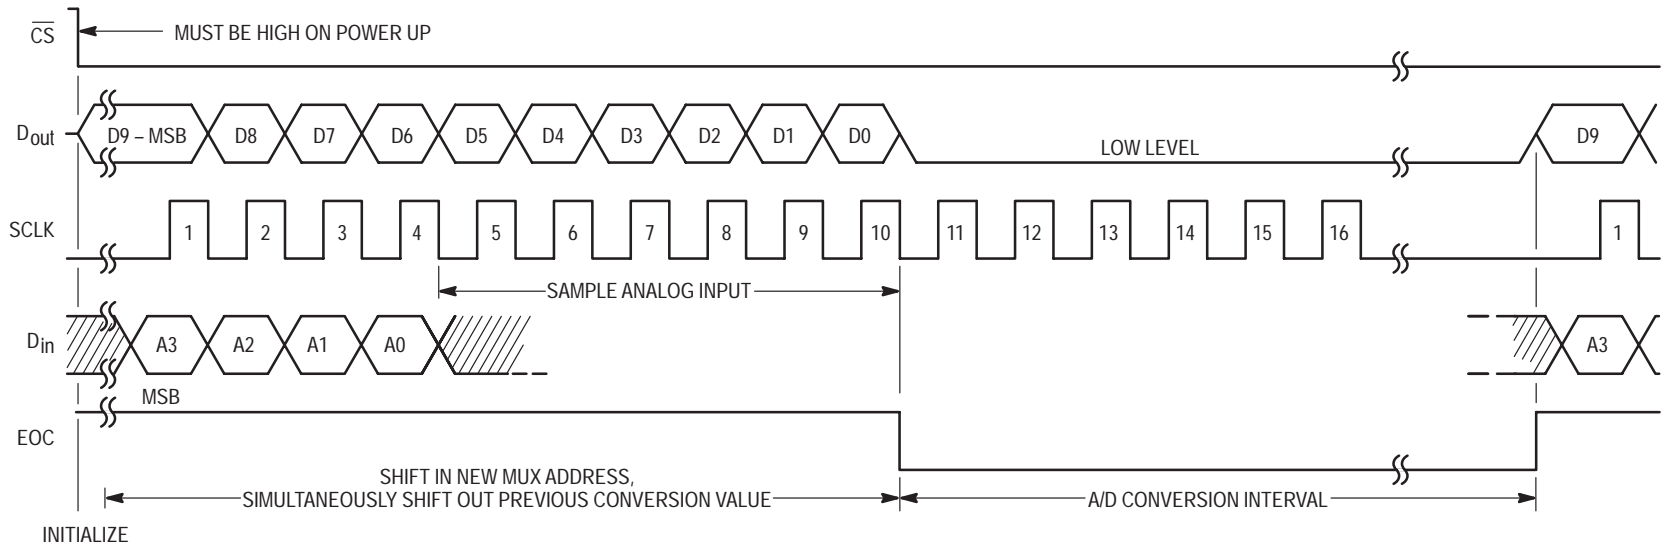 CS
MUST BE HIGH ON POWER UP
Dout
D9 – MSB D8 D7 D6 D5 D4 D3 D2 D1 D0
LOW LEVEL
D9
SCLK
1 2 3 4 5 6 7 8 9 10 11 12 13 14 15 16 1
SAMPLE ANALOG INPUT
Din
A3 A2 A1 A0 A3
MSB
EOC
SHIFT IN NEW MUX ADDRESS,
SIMULTANEOUSLY SHIFT OUT PREVIOUS CONVERSION VALUE
A/D CONVERSION INTERVAL
INITIALIZE